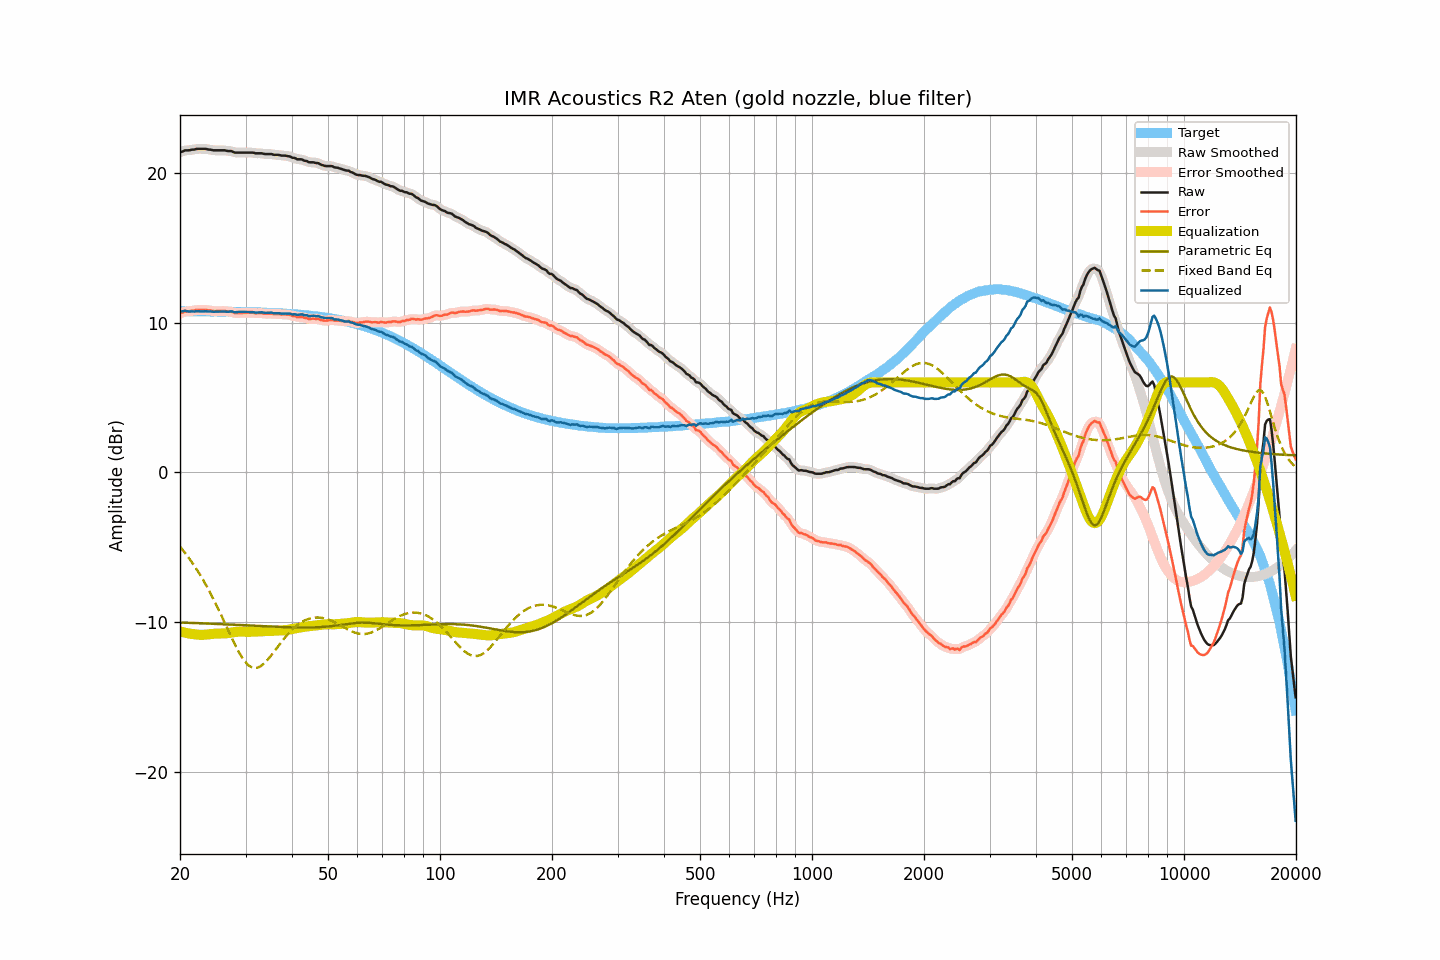 IMR Acoustics R2 Aten (gold nozzle, blue filter)
Target
Raw Smoothed
Error Smoothed
Raw
Error
Equalization
Parametric Eq
Fixed Band Eq
Equalized
20
10
0
−10
−20
Amplitude (dBr)
20 50 100 200 500 1000 2000 5000 10000 20000
Frequency (Hz)